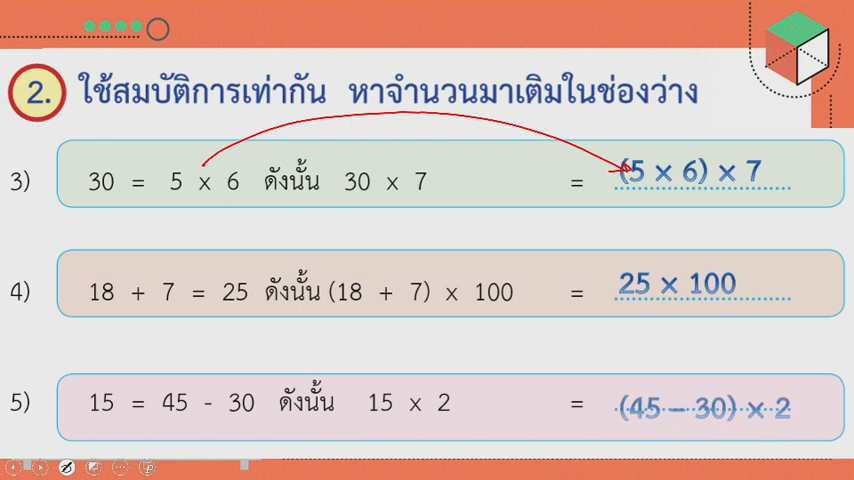 2. ใช้สมบัติการเท่ากัน หาจำนวนมาเติมในช่องว่าง
3) 30 = 5 x 6 ดังนั้น 30 x 7 = (5 × 6) × 7
4) 18 + 7 = 25 ดังนั้น (18 + 7) x 100 = 25 × 100
5) 15 = 45 - 30 ดังนั้น 15 x 2 = (45 – 30) × 2